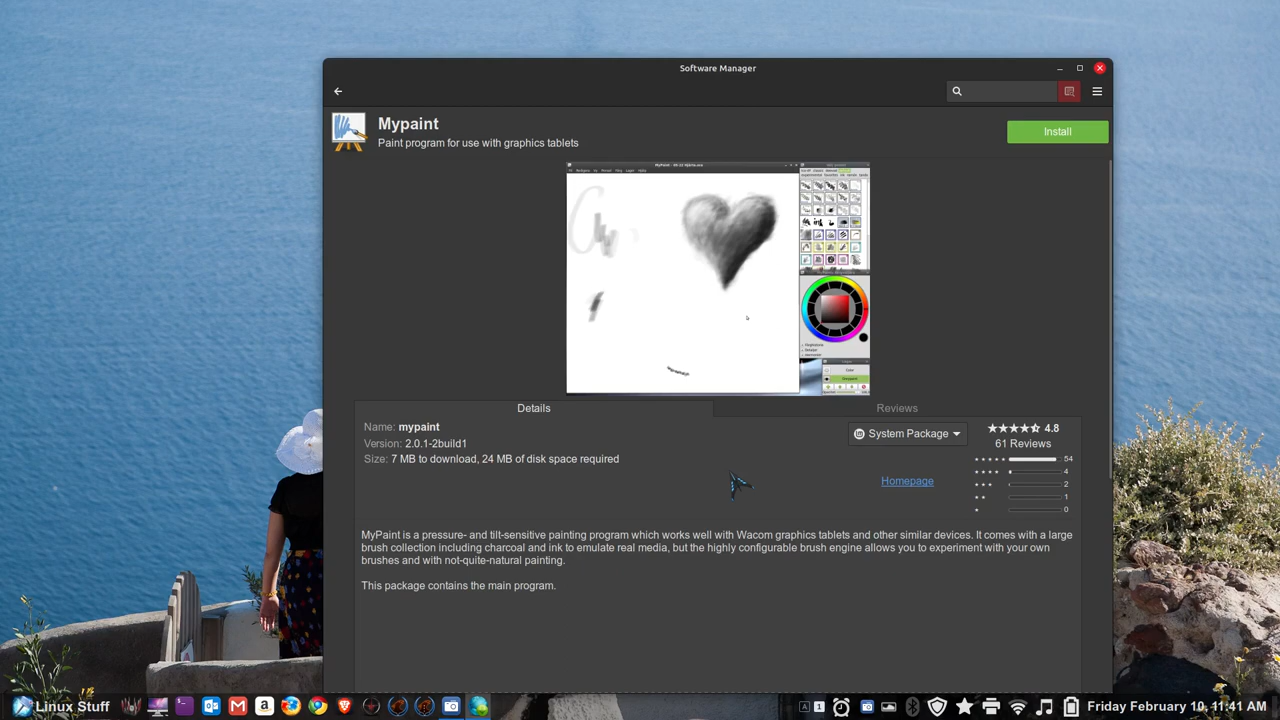 Software Manager
Mypaint
Paint program for use with graphics tablets
Install
Details
Reviews
Name: mypaint
Version: 2.0.1-2build1
Size: 7 MB to download, 24 MB of disk space required
System Package
4.8
61 Reviews
54
4
2
1
0
Homepage
MyPaint is a pressure- and tilt-sensitive painting program which works well with Wacom graphics tablets and other similar devices. It comes with a large
brush collection including charcoal and ink to emulate real media, but the highly configurable brush engine allows you to experiment with your own
brushes and with not-quite-natural painting.
This package contains the main program.
Linux Stuff
A 1
Friday February 10, 11:41 AM